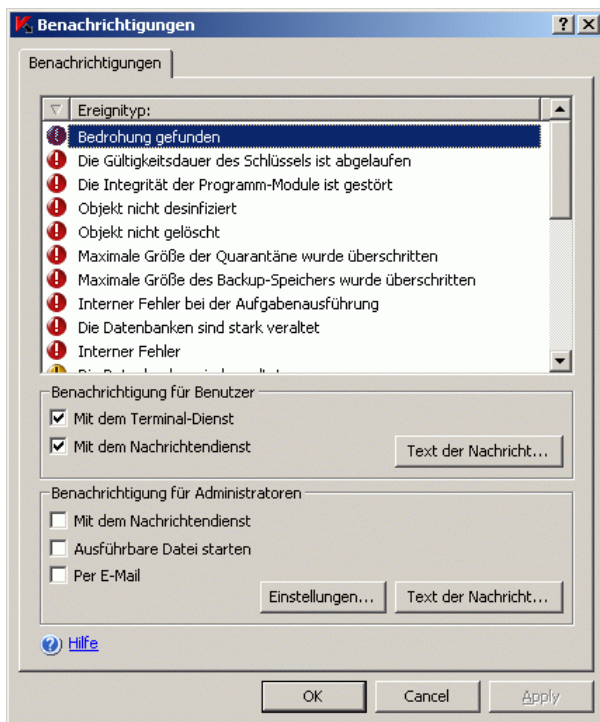 Benachrichtigungen
Benachrichtigungen
Ereignityp:
Bedrohung gefunden
Die Gültigkeitsdauer des Schlüssels ist abgelaufen
Die Integrität der Programm-Module ist gestört
Objekt nicht desinfiziert
Objekt nicht gelöscht
Maximale Größe der Quarantäne wurde überschritten
Maximale Größe des Backup-Speichers wurde überschritten
Interner Fehler bei der Aufgabenausführung
Die Datenbanken sind stark veraltet
Interner Fehler
Die Datenbanken sind veraltet
Benachrichtigung für Benutzer
Mit dem Terminal-Dienst
Mit dem Nachrichtendienst
Text der Nachricht...
Benachrichtigung für Administratoren
Mit dem Nachrichtendienst
Ausführbare Datei starten
Per E-Mail
Einstellungen... Text der Nachricht...
Hilfe
OK Cancel Apply